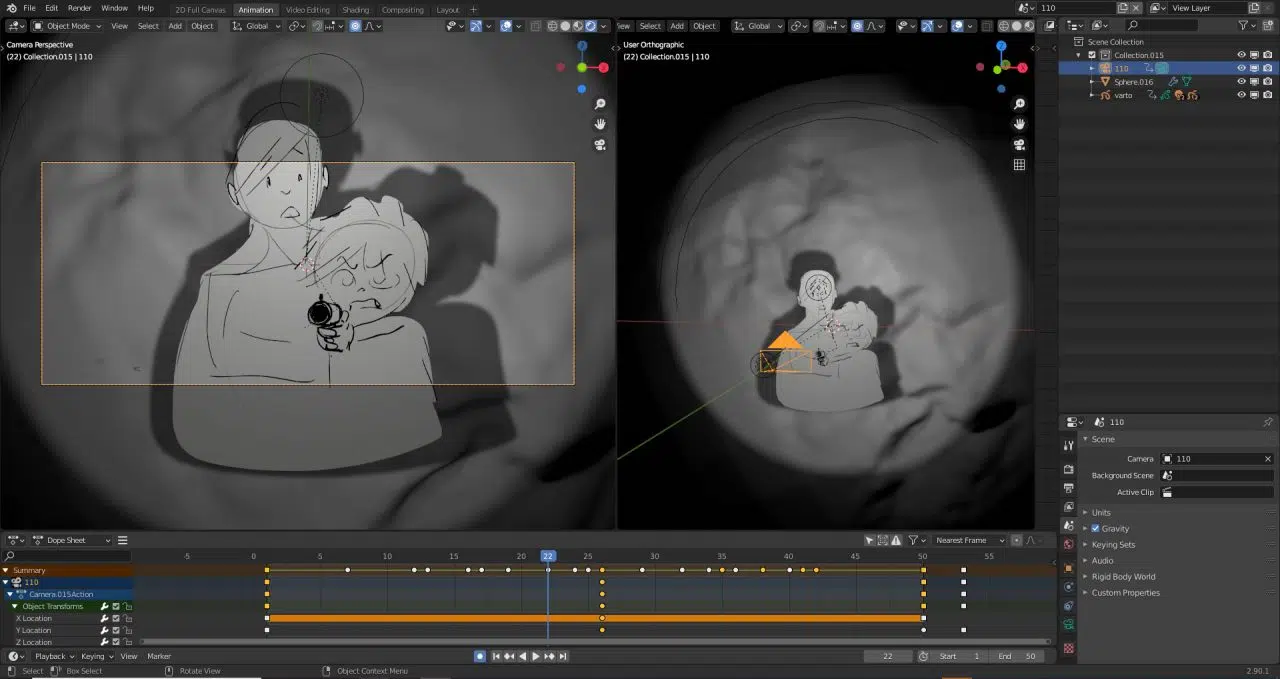 File Edit Render Window Help 2D Full Canvas Animation Video Editing Shading Compositing Layout + 110 View Layer
Object Mode View Select Add Object Global
Select Add Object Global
Camera Perspective
(22) Collection.015 | 110
User Orthographic
(22) Collection.015 | 110
Scene Collection
Collection.015
110
Sphere.016
varto
110
Scene
Camera 110
Background Scene
Active Clip
Units
Gravity
Keying Sets
Audio
Rigid Body World
Custom Properties
Dope Sheet Nearest Frame
-5 0 5 10 15 20 22 25 30 35 40 45 50 55
Summary
110
Camera.015Action
Object Transforms
X Location
Y Location
Z Location
Playback Keying View Marker 22 Start 1 End 50
Select Box Select Rotate View Object Context Menu 2.90.1